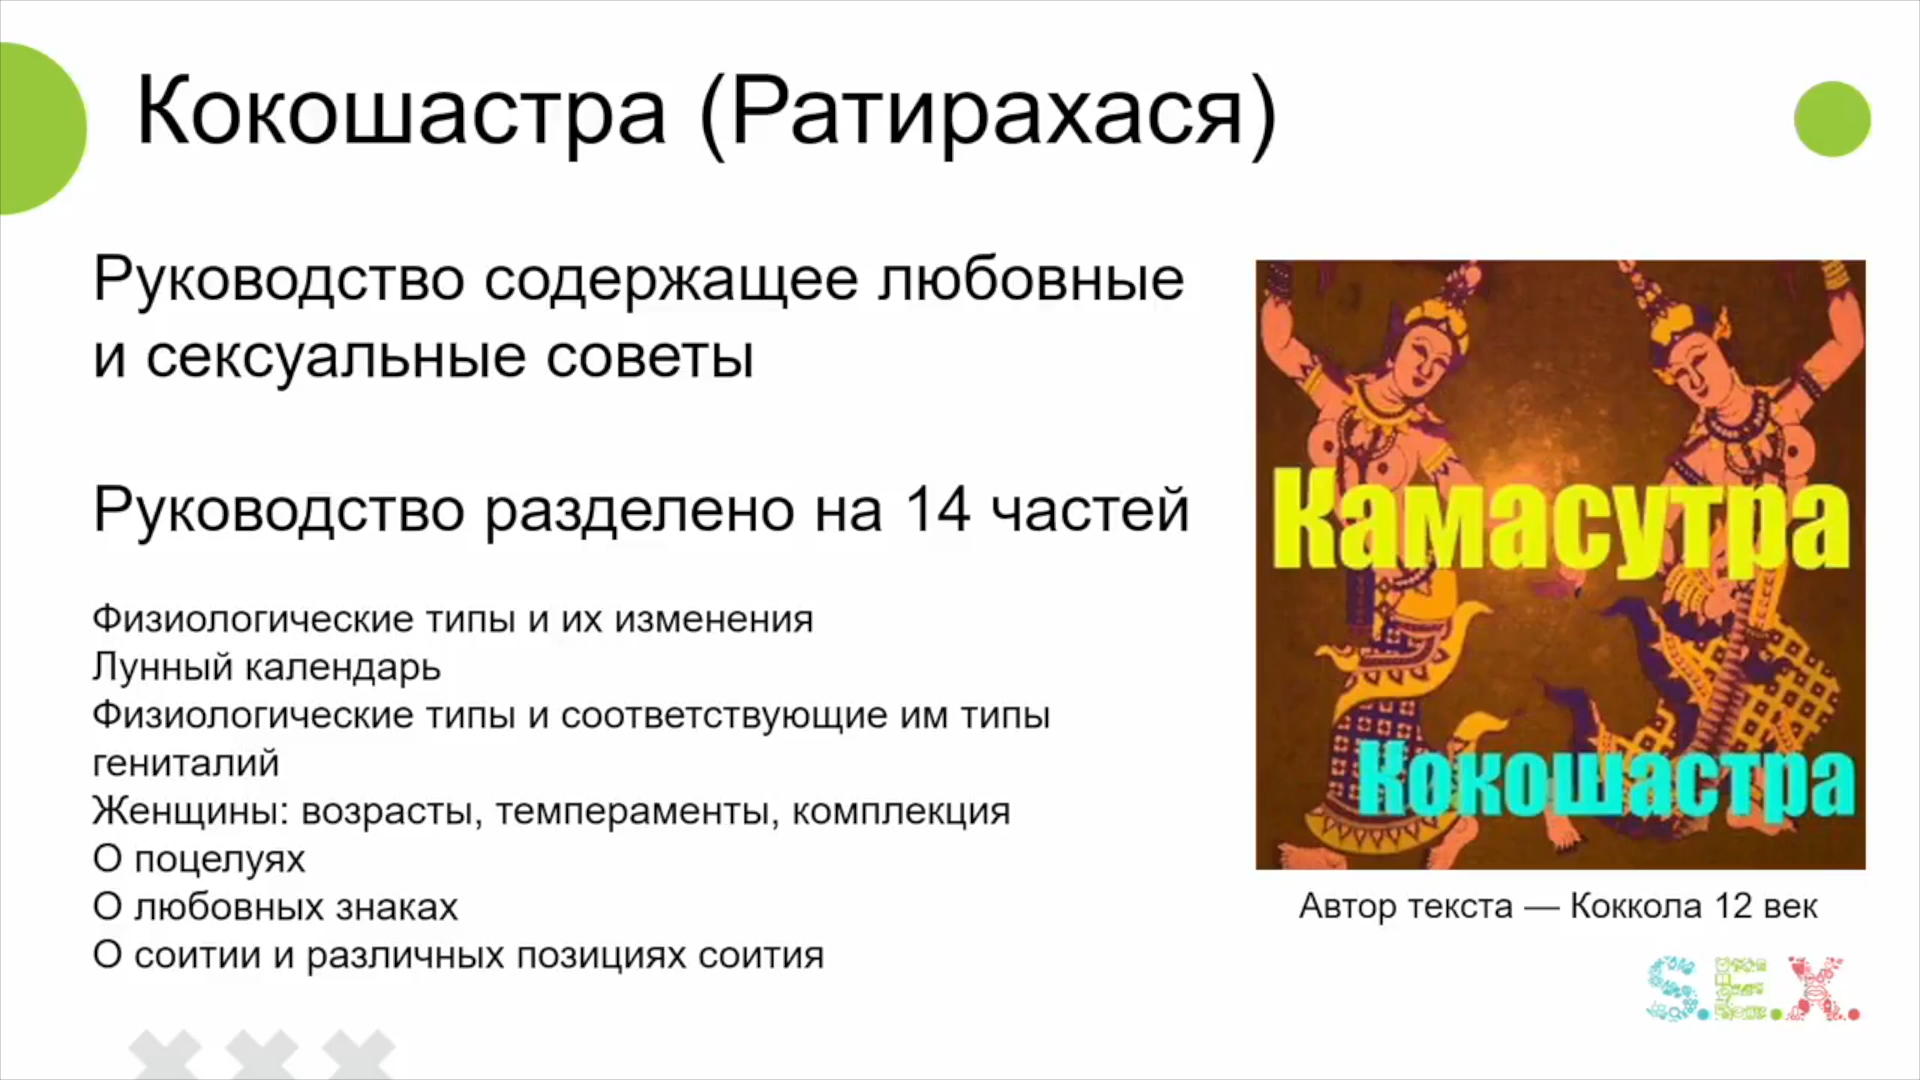 Кокошастра (Ратирахася)
Руководство содержащее любовные
и сексуальные советы
Руководство разделено на 14 частей
Физиологические типы и их изменения
Лунный календарь
Физиологические типы и соответствующие им типы
гениталий
Женщины: возрасты, темпераменты, комплекция
О поцелуях
О любовных знаках
О соитии и различных позициях соития
Камасутра
Кокошастра
Автор текста — Коккола 12 век
S.E.X.